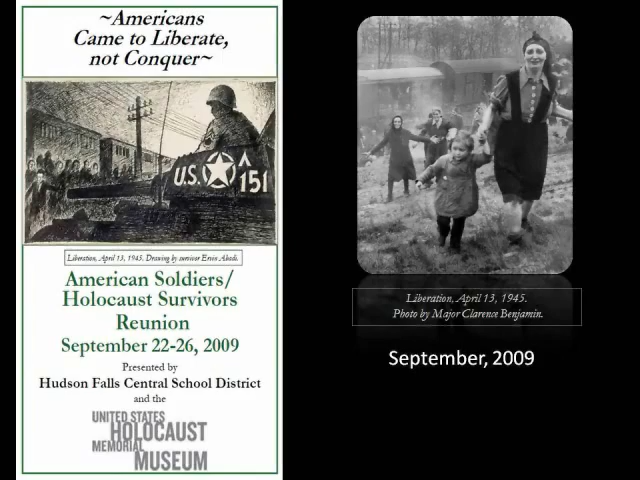 ~Americans
Came to Liberate,
not Conquer~
U.S. 151
Liberation, April 13, 1945. Drawing by survivor Ervin Abadi.
American Soldiers/
Holocaust Survivors
Reunion
September 22-26, 2009
Presented by
Hudson Falls Central School District
and the
UNITED STATES
HOLOCAUST
MEMORIAL
MUSEUM
Liberation, April 13, 1945.
Photo by Major Clarence Benjamin.
September, 2009